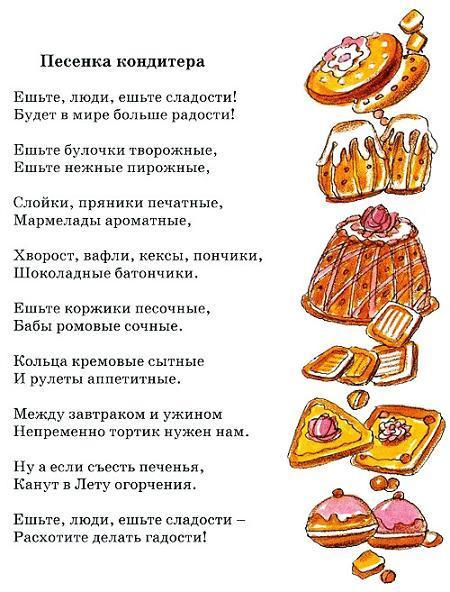 Песенка кондитера
Ешьте, люди, ешьте сладости!
Будет в мире больше радости!
Ешьте булочки творожные,
Ешьте нежные пирожные,
Слойки, пряники печатные,
Мармелады ароматные,
Хворост, вафли, кексы, пончики,
Шоколадные батончики.
Ешьте коржики песочные,
Бабы ромовые сочные.
Кольца кремовые сытные
И рулеты аппетитные.
Между завтраком и ужином
Непременно тортик нужен нам.
Ну а если съесть печенья,
Канут в Лету огорчения.
Ешьте, люди, ешьте сладости –
Расхотите делать гадости!